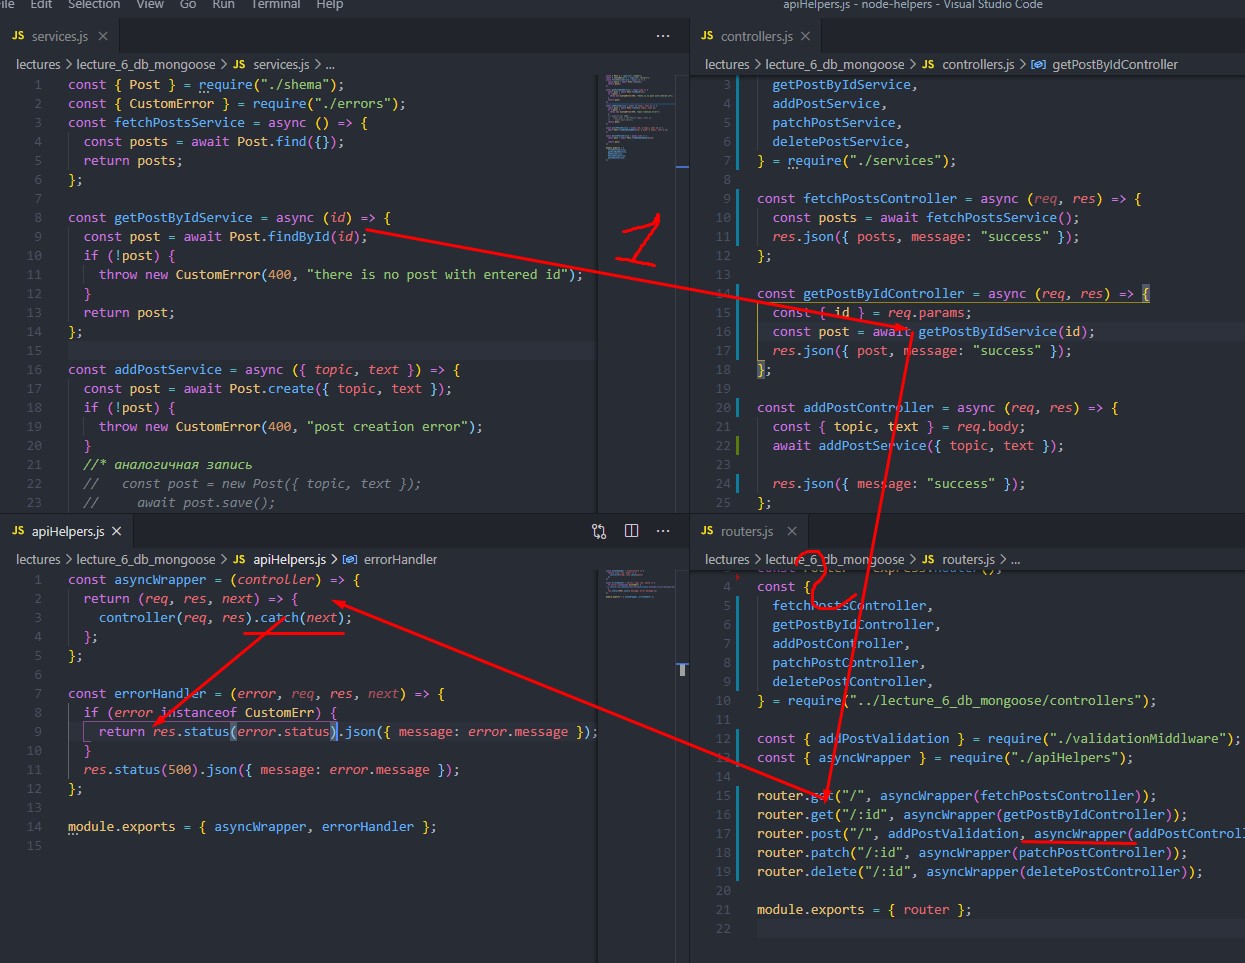 File Edit Selection View Go Run Terminal Help
apiHelpers.js - node-helpers - Visual Studio Code
JS services.js
lectures > lecture_6_db_mongoose > JS services.js > ...
1 const { Post } = require("./shema");
2 const { CustomError } = require("./errors");
3 const fetchPostsService = async () => {
4 const posts = await Post.find({});
5 return posts;
6 };
7
8 const getPostByIdService = async (id) => {
9 const post = await Post.findById(id);
10 if (!post) {
11 throw new CustomError(400, "there is no post with entered id");
12 }
13 return post;
14 };
15
16 const addPostService = async ({ topic, text }) => {
17 const post = await Post.create({ topic, text });
18 if (!post) {
19 throw new CustomError(400, "post creation error");
20 }
21 //* аналогичная запись
22 // const post = new Post({ topic, text });
23 // await post.save();
1
JS controllers.js
lectures > lecture_6_db_mongoose > JS controllers.js > getPostByIdController
3 getPostByIdService,
4 addPostService,
5 patchPostService,
6 deletePostService,
7 } = require("./services");
8
9 const fetchPostsController = async (req, res) => {
10 const posts = await fetchPostsService();
11 res.json({ posts, message: "success" });
12 };
13
14 const getPostByIdController = async (req, res) => {
15 const { id } = req.params;
16 const post = await getPostByIdService(id);
17 res.json({ post, message: "success" });
18 };
19
20 const addPostController = async (req, res) => {
21 const { topic, text } = req.body;
22 await addPostService({ topic, text });
23
24 res.json({ message: "success" });
25 };
JS apiHelpers.js
lectures > lecture_6_db_mongoose > JS apiHelpers.js > errorHandler
1 const asyncWrapper = (controller) => {
2 return (req, res, next) => {
3 controller(req, res).catch(next);
4 };
5 };
6
7 const errorHandler = (error, req, res, next) => {
8 if (error instanceof CustomErr) {
9 return res.status(error.status).json({ message: error.message });
10 }
11 res.status(500).json({ message: error.message });
12 };
13
14 module.exports = { asyncWrapper, errorHandler };
15
JS routers.js
lectures > lecture_6_db_mongoose > JS routers.js > ...
3 const router = express.Router();
4 const {
5 fetchPostsController,
6 getPostByIdController,
7 addPostController,
8 patchPostController,
9 deletePostController,
10 } = require("../lecture_6_db_mongoose/controllers");
11
12 const { addPostValidation } = require("./validationMiddlware");
13 const { asyncWrapper } = require("./apiHelpers");
14
15 router.get("/", asyncWrapper(fetchPostsController));
16 router.get("/:id", asyncWrapper(getPostByIdController));
17 router.post("/", addPostValidation, asyncWrapper(addPostControll
18 router.patch("/:id", asyncWrapper(patchPostController));
19 router.delete("/:id", asyncWrapper(deletePostController));
20
21 module.exports = { router };
22
2